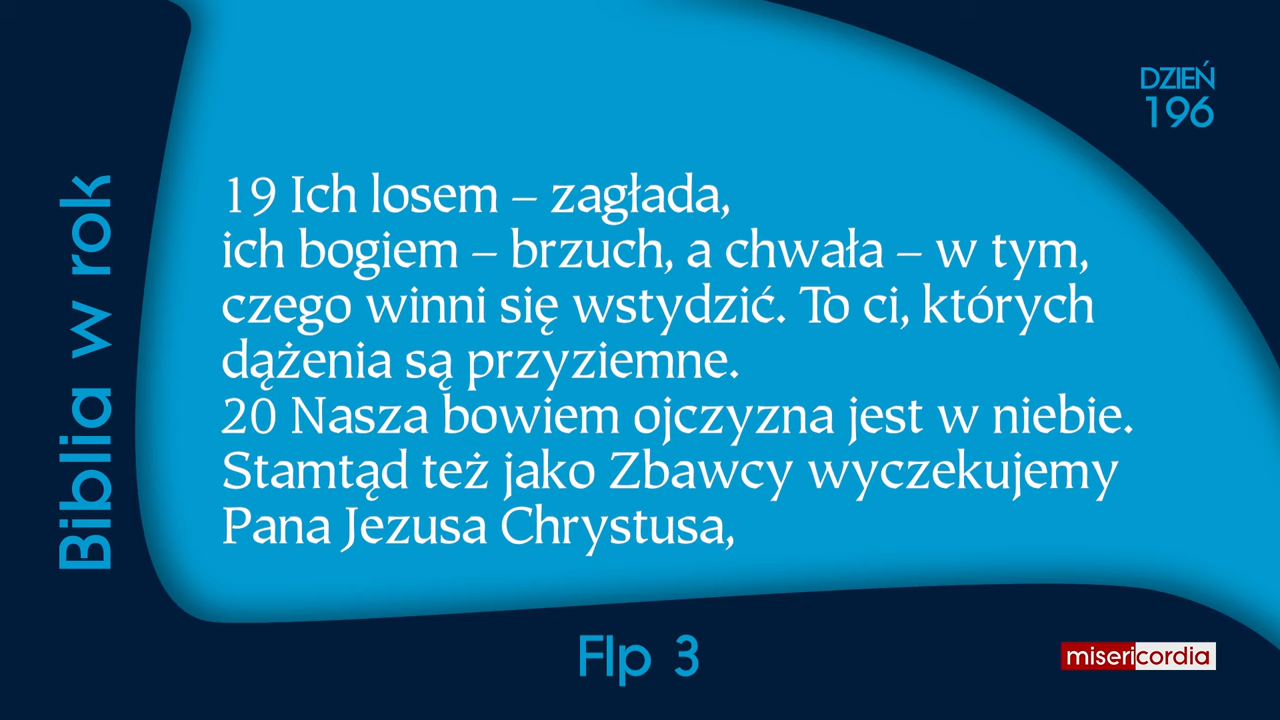 DZIEŃ
196
Biblia w rok
19 Ich losem – zagłada,
ich bogiem – brzuch, a chwała – w tym,
czego winni się wstydzić. To ci, których
dążenia są przyziemne.
20 Nasza bowiem ojczyzna jest w niebie.
Stamtąd też jako Zbawcy wyczekujemy
Pana Jezusa Chrystusa,
Flp 3
misericordia